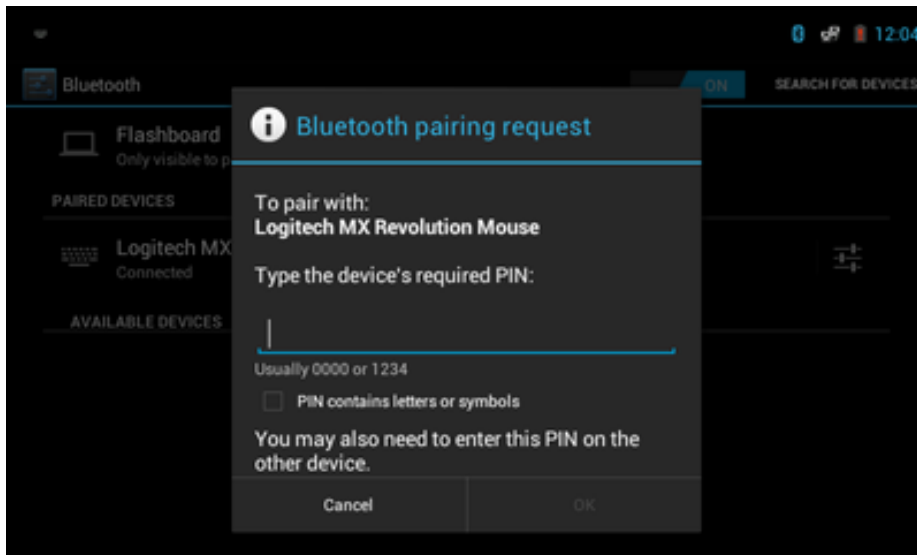 12:04
Bluetooth
ON
SEARCH FOR DEVICES
Flashboard
Only visible to p
Bluetooth pairing request
PAIRED DEVICES
To pair with:
Logitech MX Revolution Mouse
Logitech MX
Connected
Type the device's required PIN:
AVAILABLE DEVICES
Usually 0000 or 1234
PIN contains letters or symbols
You may also need to enter this PIN on the
other device.
Cancel
OK